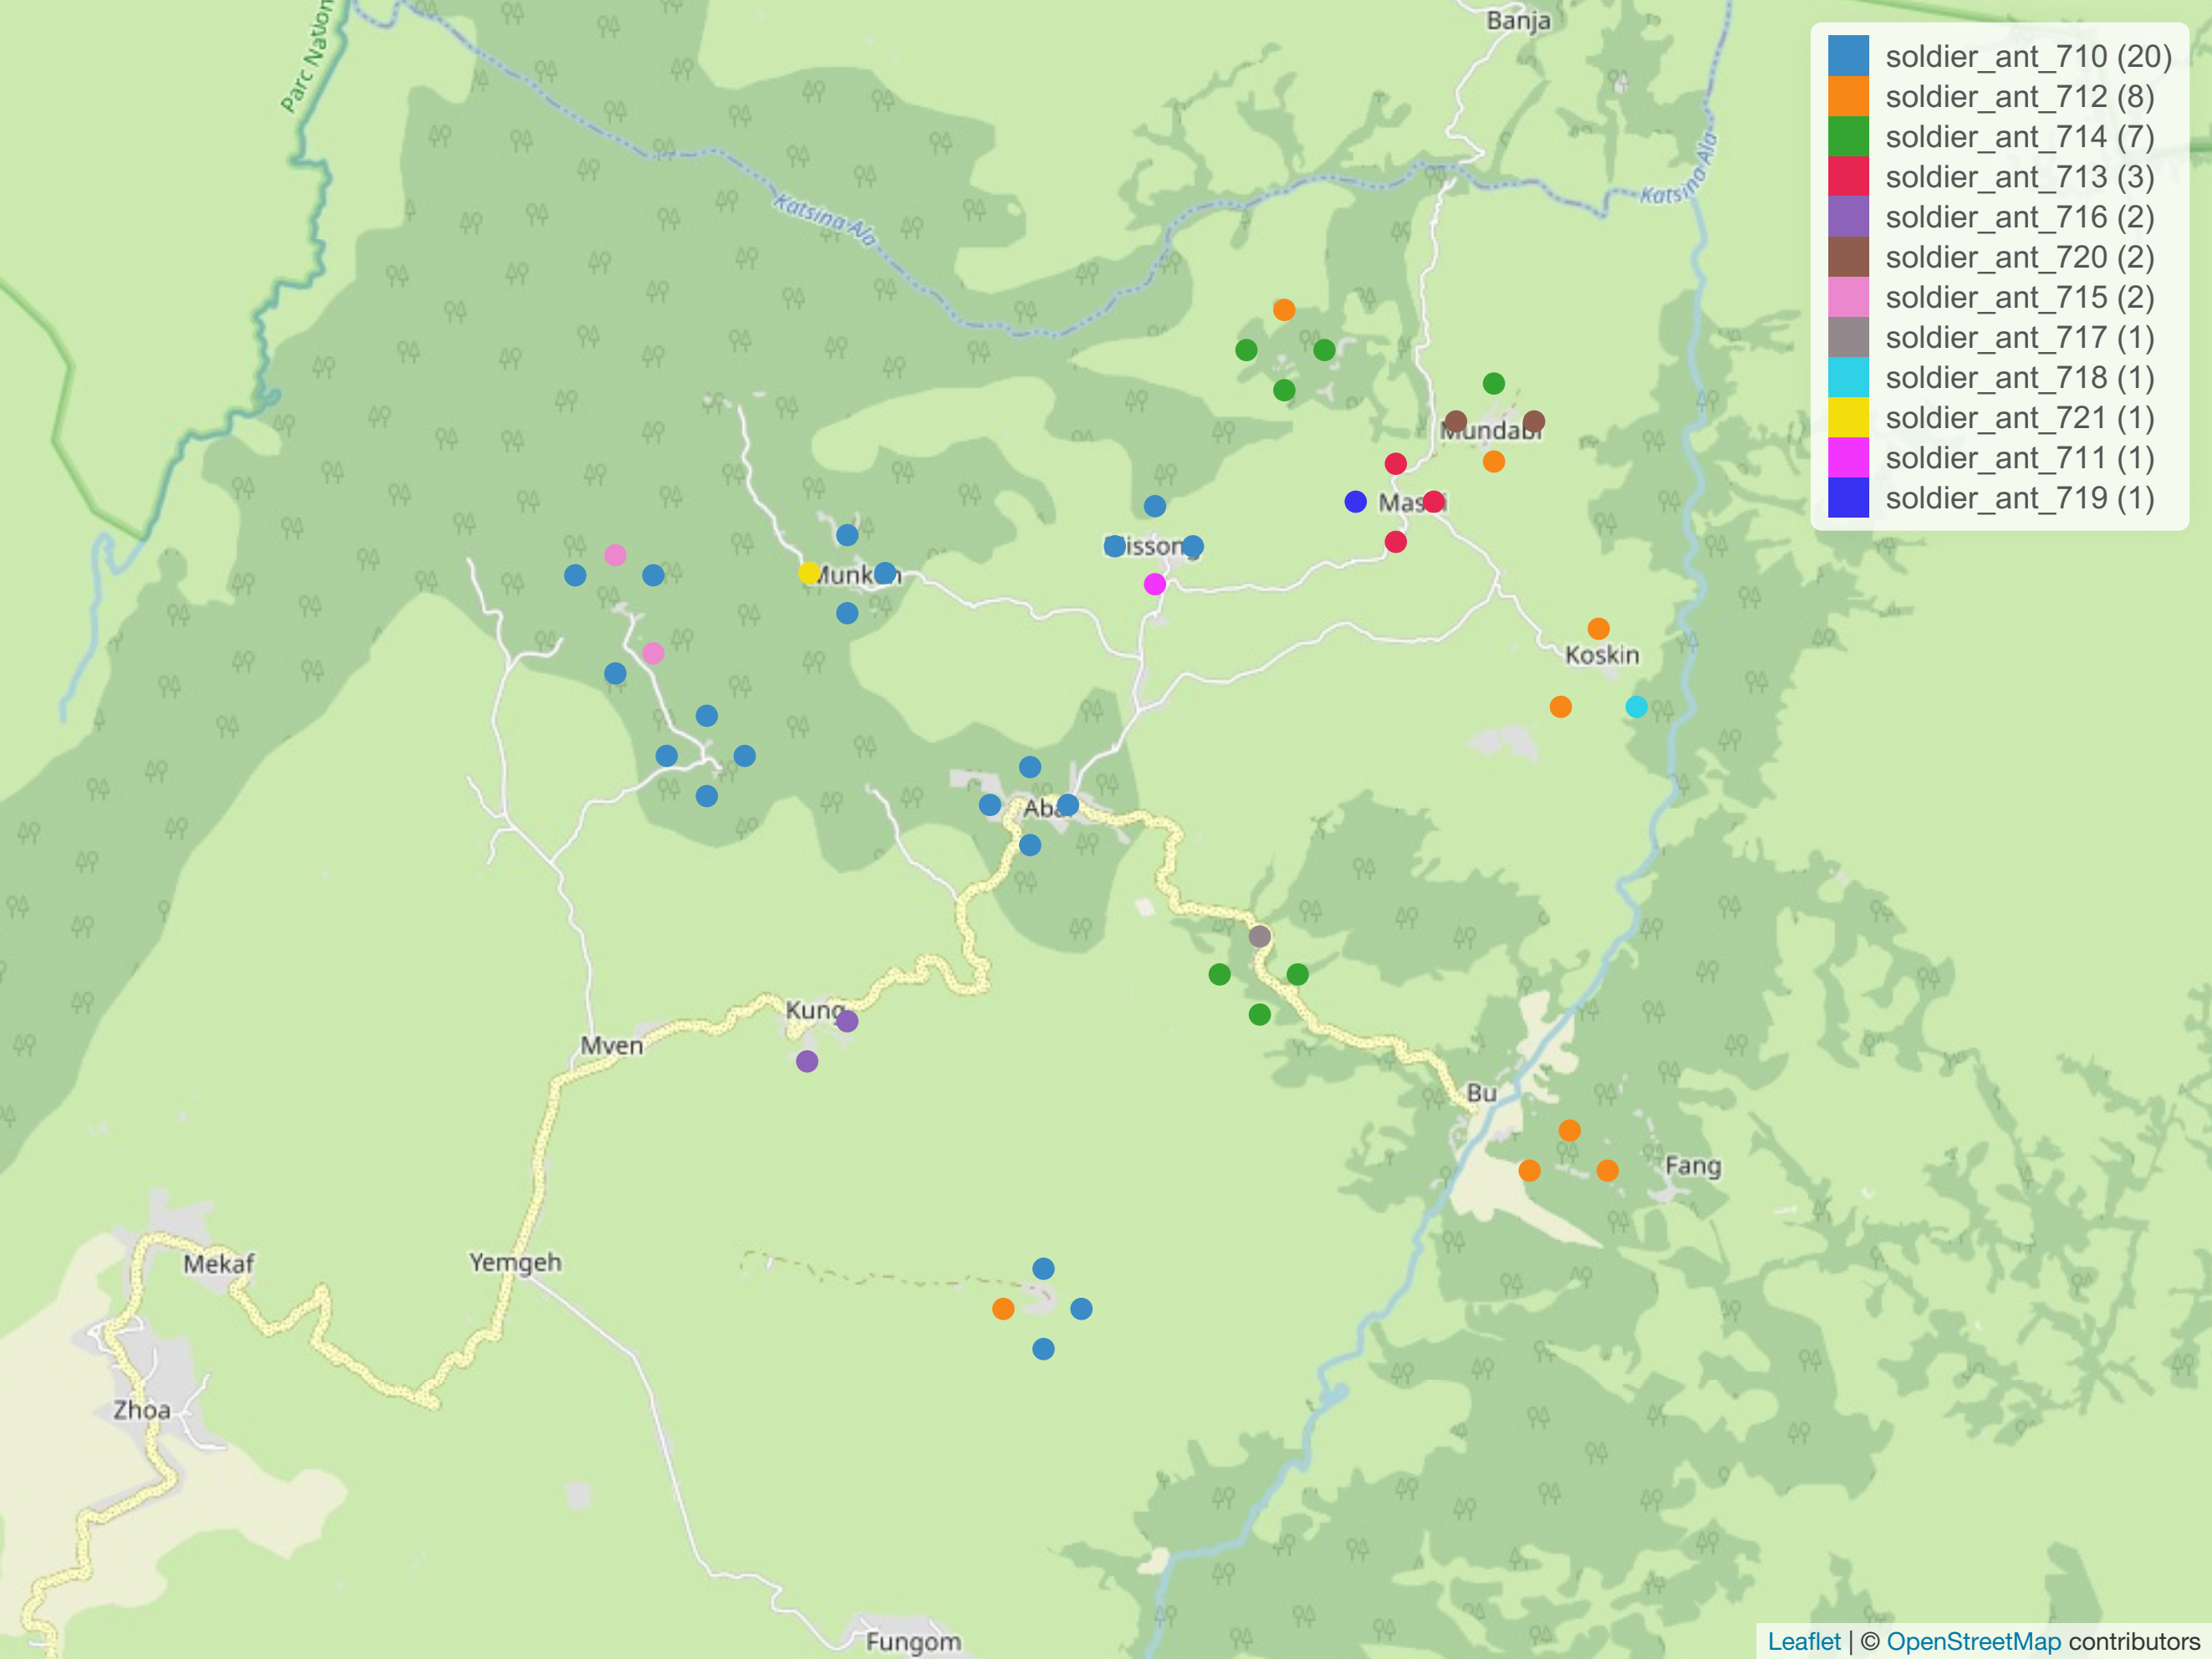 Banja
Parc Nation
soldier_ant_710 (20)
soldier_ant_712 (8)
soldier_ant_714 (7)
soldier_ant_713 (3)
soldier_ant_716 (2)
soldier_ant_720 (2)
soldier_ant_715 (2)
soldier_ant_717 (1)
soldier_ant_718 (1)
soldier_ant_721 (1)
soldier_ant_711 (1)
soldier_ant_719 (1)
Katsina Ala
Katsina Ala
Mundabi
Koskin
Kung
Mven
Bu
Fang
Mekaf
Yemgeh
Zhoa
Fungom
Leaflet | © OpenStreetMap contributors